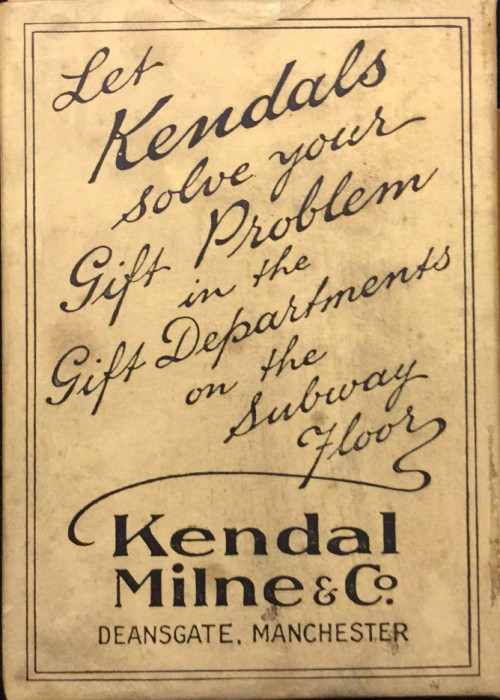 Let
Kendals
solve your
Gift Problem
in the
Gift Departments
on the
Subway
Floor
Kendal
Milne & Co.
DEANSGATE. MANCHESTER